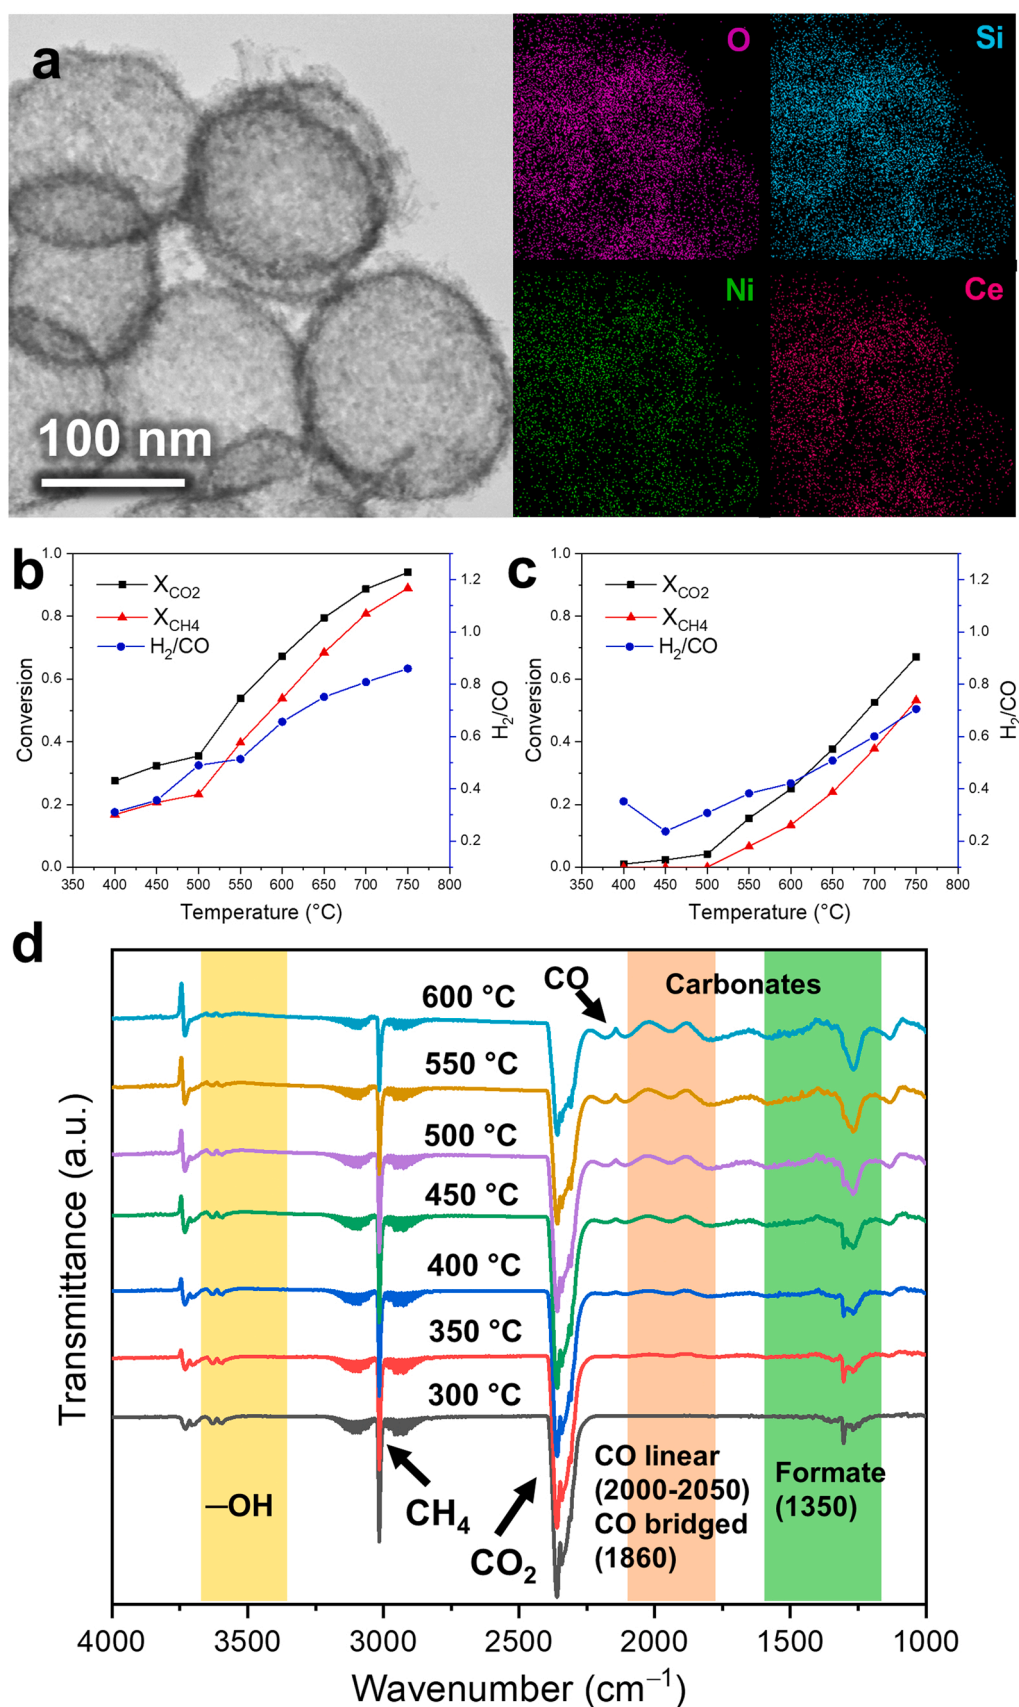 a
100 nm
O
Si
Ni
Ce
b
X_CO2
X_CH4
H2/CO
1.0
0.8
0.6
0.4
0.2
0.0
Conversion
1.2
1.0
0.8
0.6
0.4
0.2
H2/CO
350 400 450 500 550 600 650 700 750 800
Temperature (°C)
c
X_CO2
X_CH4
H2/CO
1.0
0.8
0.6
0.4
0.2
0.0
Conversion
1.2
1.0
0.8
0.6
0.4
0.2
H2/CO
350 400 450 500 550 600 650 700 750 800
Temperature (°C)
d
Transmittance (a.u.)
600 °C
550 °C
500 °C
450 °C
400 °C
350 °C
300 °C
CO
Carbonates
—OH
CH4
CO2
CO linear
(2000-2050)
CO bridged
(1860)
Formate
(1350)
4000 3500 3000 2500 2000 1500 1000
Wavenumber (cm−1)